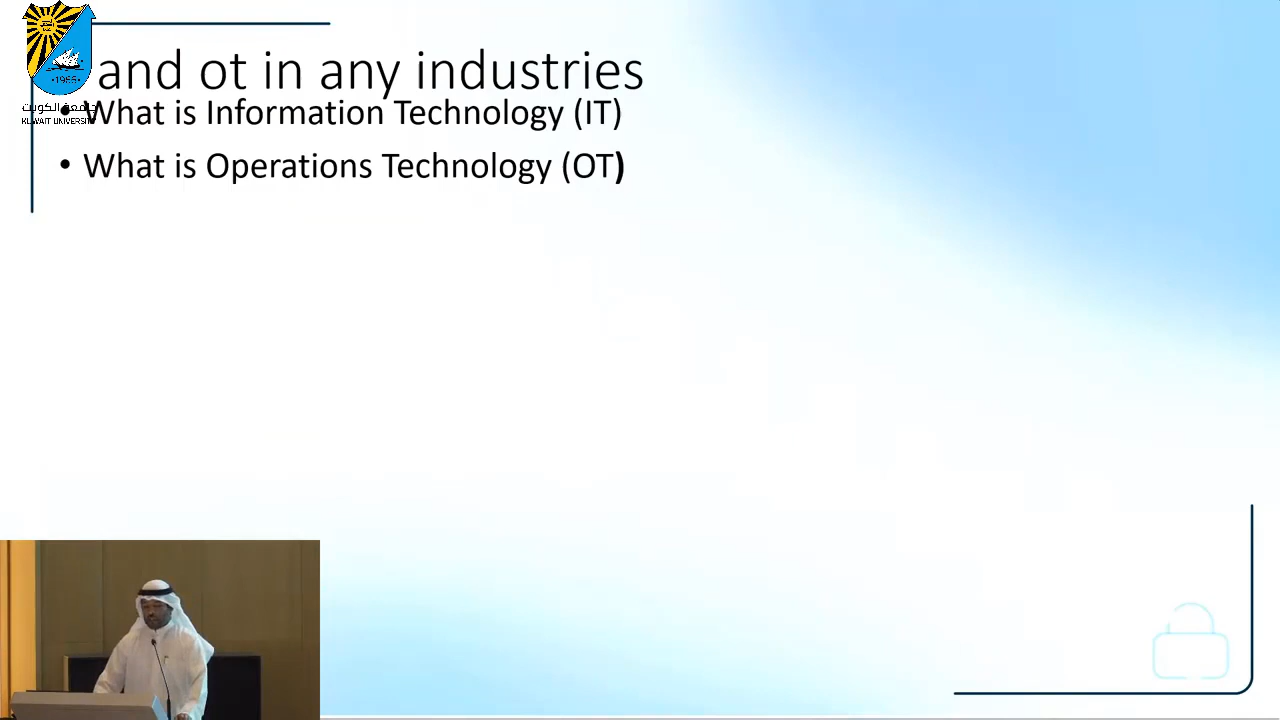 and ot in any industries
• What is Information Technology (IT)
• What is Operations Technology (OT)
·1966·
جامعة الكويت
KUWAIT UNIVERSITY